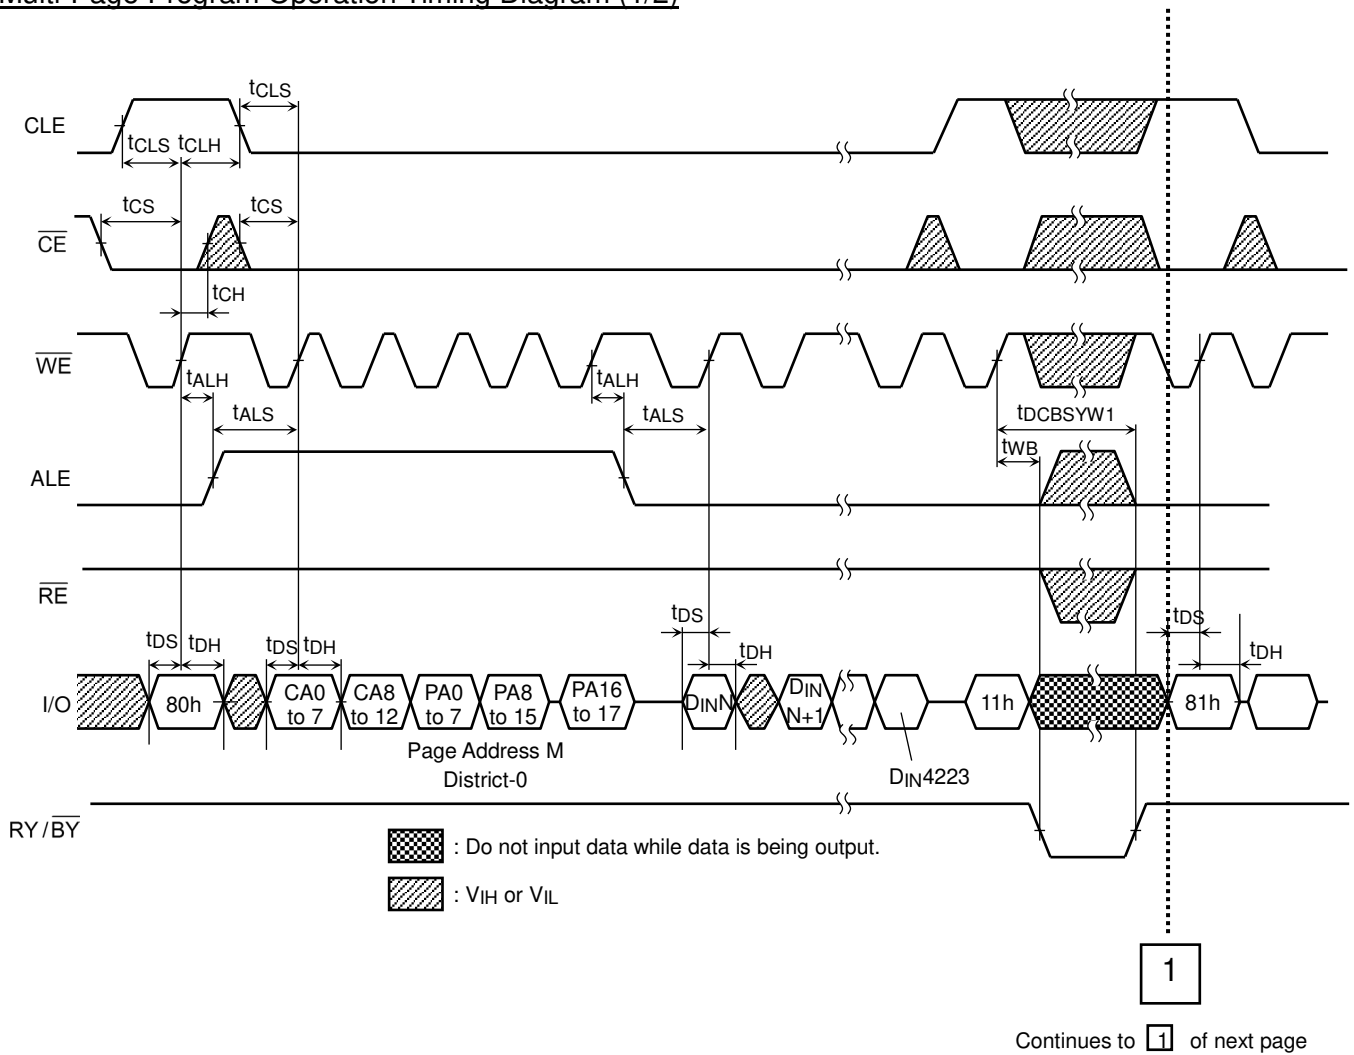 Multi-Page Program Operation Timing Diagram (1/2)
tCLS
CLE
tCLS tCLH
tCS tCS
CE
tCH
WE
tALH tALH
tALS tALS tDCBSYW1
tWB
ALE
RE
tDS tDH tDS tDH tDS tDH tDS tDH
I/O 80h CA0 to 7 CA8 to 12 PA0 to 7 PA8 to 15 PA16 to 17 DINN DIN N+1 11h 81h
Page Address M
District-0
DIN4223
RY/BY
: Do not input data while data is being output.
: VIH or VIL
1
Continues to 1 of next page